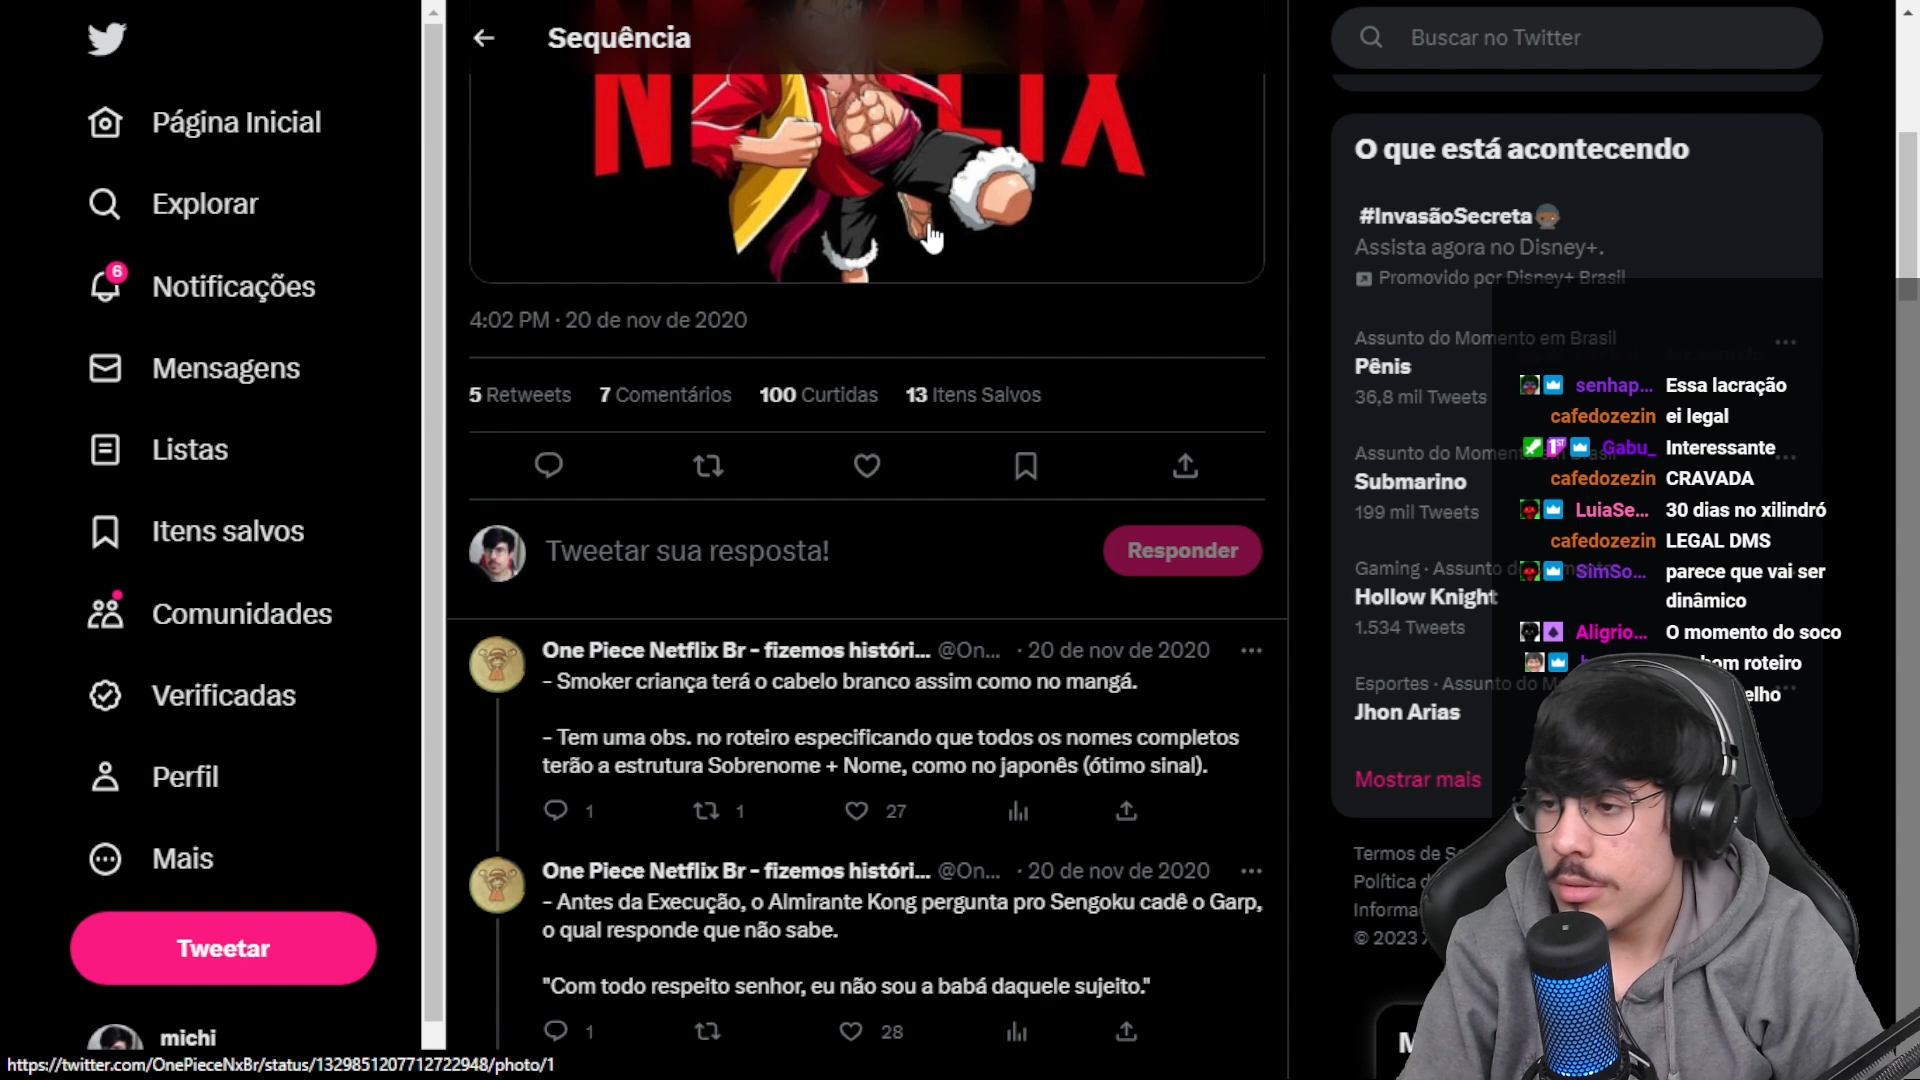 Página Inicial
Explorar
6
Notificações
Mensagens
Listas
Itens salvos
Comunidades
Verificadas
Perfil
Mais
Tweetar
michi
https://twitter.com/OnePieceNxBr/status/1329851207712722948/photo/1
Sequência
NETFLIX
4:02 PM · 20 de nov de 2020
5 Retweets 7 Comentários 100 Curtidas 13 Itens Salvos
Tweetar sua resposta!
Responder
One Piece Netflix Br - fizemos históri... @On... · 20 de nov de 2020
- Smoker criança terá o cabelo branco assim como no mangá.
- Tem uma obs. no roteiro especificando que todos os nomes completos
terão a estrutura Sobrenome + Nome, como no japonês (ótimo sinal).
1 1 27
One Piece Netflix Br - fizemos históri... @On... · 20 de nov de 2020
- Antes da Execução, o Almirante Kong pergunta pro Sengoku cadê o Garp,
o qual responde que não sabe.
"Com todo respeito senhor, eu não sou a babá daquele sujeito."
1 28
Buscar no Twitter
O que está acontecendo
#InvasãoSecreta
Assista agora no Disney+.
Promovido por Disney+ Brasil
Assunto do Momento em Brasil
Pênis
36,8 mil Tweets
Assunto do Momento em Brasil
Submarino
199 mil Tweets
Gaming · Assunto do
Hollow Knight
1.534 Tweets
Esports · Assunto do
Jhon Arias
Mostrar mais
Termos de
Política d
Informa
© 2023
senhap... Essa lacração
cafedozezin ei legal
1ST Gabu_ Interessante
cafedozezin CRAVADA
LuiaSe... 30 dias no xilindró
cafedozezin LEGAL DMS
SimSo... parece que vai ser
dinâmico
Aligrio... O momento do soco
bom roteiro
elho